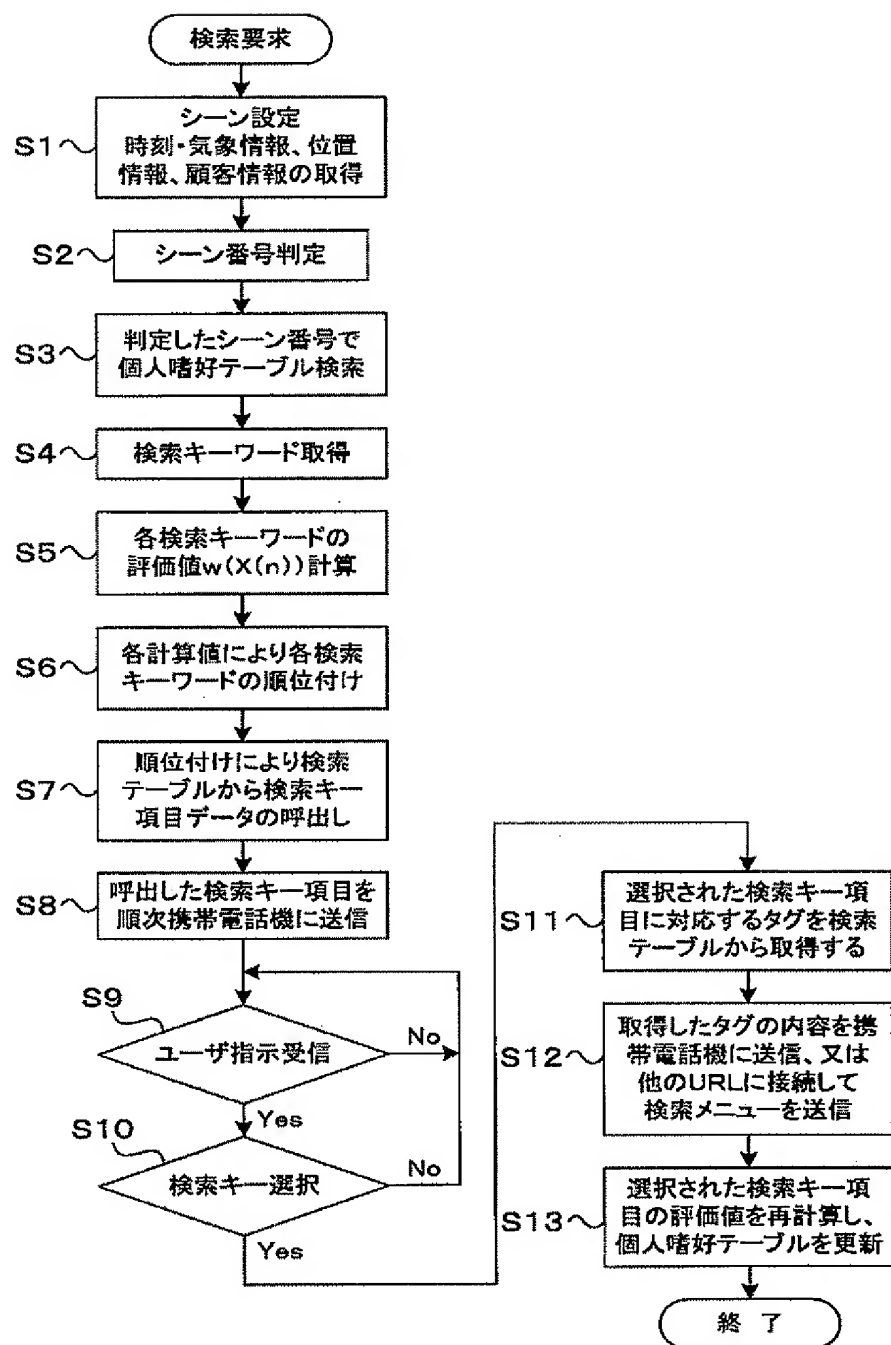 検索要求
S1
シーン設定
時刻・気象情報、位置
情報、顧客情報の取得
S2
シーン番号判定
S3
判定したシーン番号で
個人嗜好テーブル検索
S4
検索キーワード取得
S5
各検索キーワードの
評価値w(X(n))計算
S6
各計算値により各検索
キーワードの順位付け
S7
順位付けにより検索
テーブルから検索キー
項目データの呼出し
S8
呼出した検索キー項目を
順次携帯電話機に送信
S9
ユーザ指示受信
No
Yes
S10
検索キー選択
No
Yes
S11
選択された検索キー項
目に対応するタグを検索
テーブルから取得する
S12
取得したタグの内容を携
帯電話機に送信、又は
他のURLに接続して
検索メニューを送信
S13
選択された検索キー項
目の評価値を再計算し、
個人嗜好テーブルを更新
終了